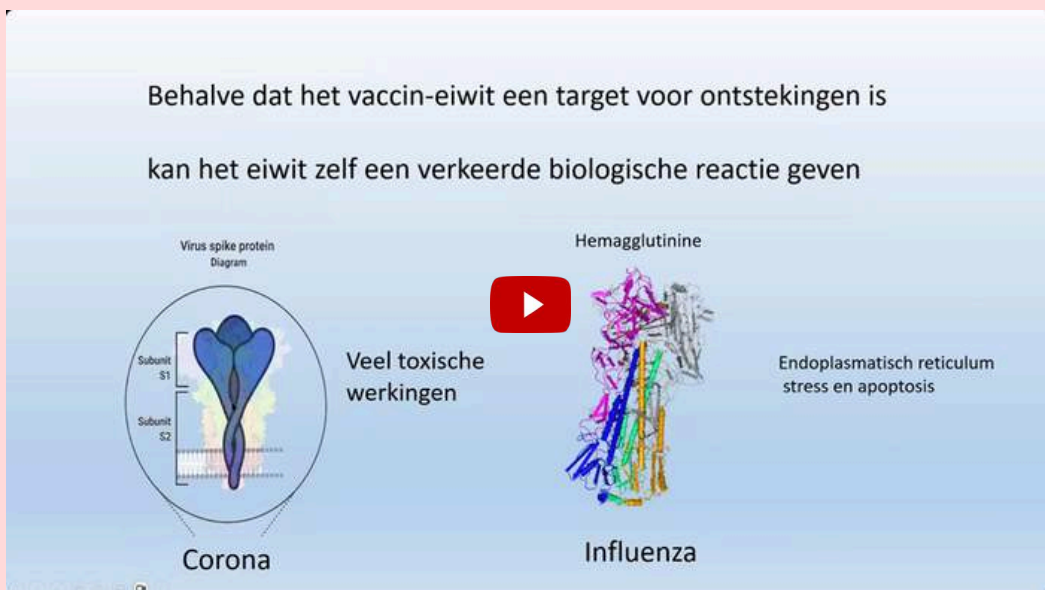 Behalve dat het vaccin-eiwit een target voor ontstekingen is
kan het eiwit zelf een verkeerde biologische reactie geven
Virus spike protein
Diagram
Subunit
S1
Subunit
S2
Veel toxische
werkingen
Corona
Hemagglutinine
Influenza
Endoplasmatisch reticulum
stress en apoptosis